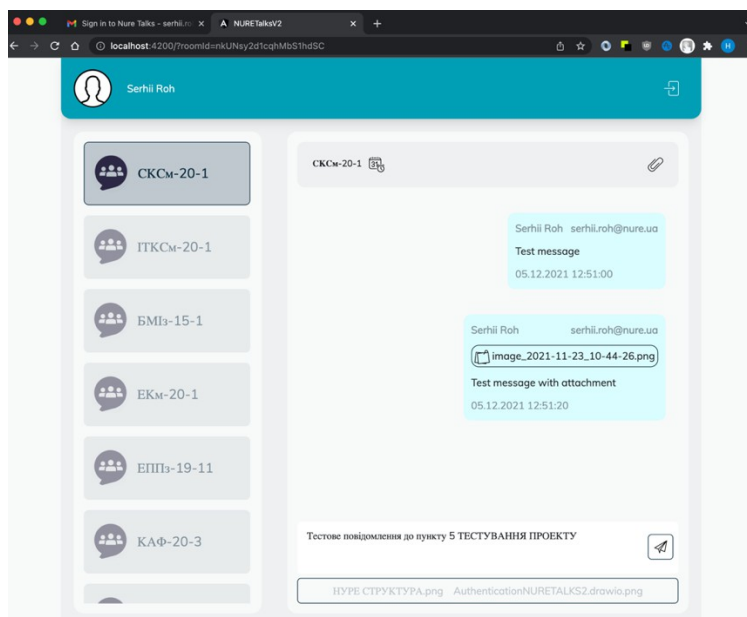 Sign in to Nure Talks - serhii.ro
NURETalksV2
localhost:4200/?roomId=nkUNsy2d1cqhMbS1hdSC
Serhii Roh
СКСм-20-1
ІТКСм-20-1
БМІз-15-1
ЕКм-20-1
ЕППз-19-11
КАФ-20-3
СКСм-20-1
31
Serhii Roh serhii.roh@nure.ua
Test message
05.12.2021 12:51:00
Serhii Roh serhii.roh@nure.ua
image_2021-11-23_10-44-26.png
Test message with attachment
05.12.2021 12:51:20
Тестове повідомлення до пункту 5 ТЕСТУВАННЯ ПРОЕКТУ
НУРЕ СТРУКТУРА.png AuthenticationNURETALKS2.drawio.png